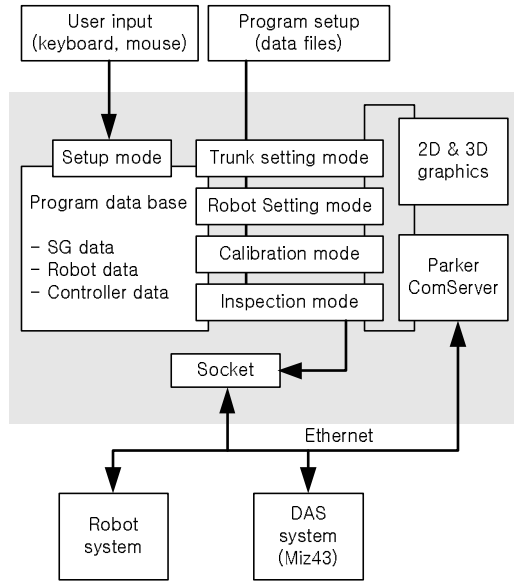 User input
(keyboard, mouse)
Program setup
(data files)
Setup mode
Program data base
- SG data
- Robot data
- Controller data
Trunk setting mode
Robot Setting mode
Calibration mode
Inspection mode
2D & 3D
graphics
Parker
ComServer
Socket
Ethernet
Robot
system
DAS
system
(Miz43)